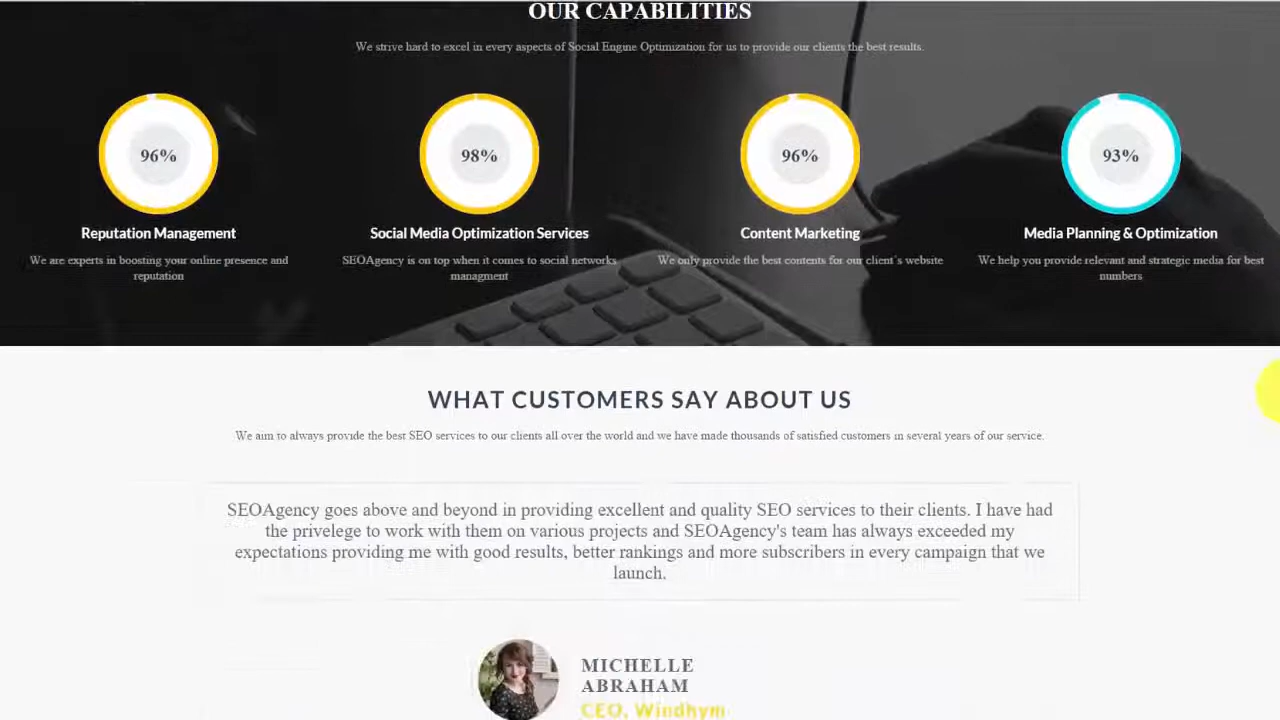 OUR CAPABILITIES
We strive hard to excel in every aspects of Social Engine Optimization for us to provide our clients the best results.
96%
98%
96%
93%
Reputation Management
Social Media Optimization Services
Content Marketing
Media Planning & Optimization
We are experts in boosting your online presence and
reputation
SEOAgency is on top when it comes to social networks
managment
We only provide the best contents for our client's website
We help you provide relevant and strategic media for best
numbers
WHAT CUSTOMERS SAY ABOUT US
We aim to always provide the best SEO services to our clients all over the world and we have made thousands of satisfied customers in several years of our service.
SEOAgency goes above and beyond in providing excellent and quality SEO services to their clients. I have had
the privelege to work with them on various projects and SEOAgency's team has always exceeded my
expectations providing me with good results, better rankings and more subscribers in every campaign that we
launch.
MICHELLE
ABRAHAM
CEO, Windhym